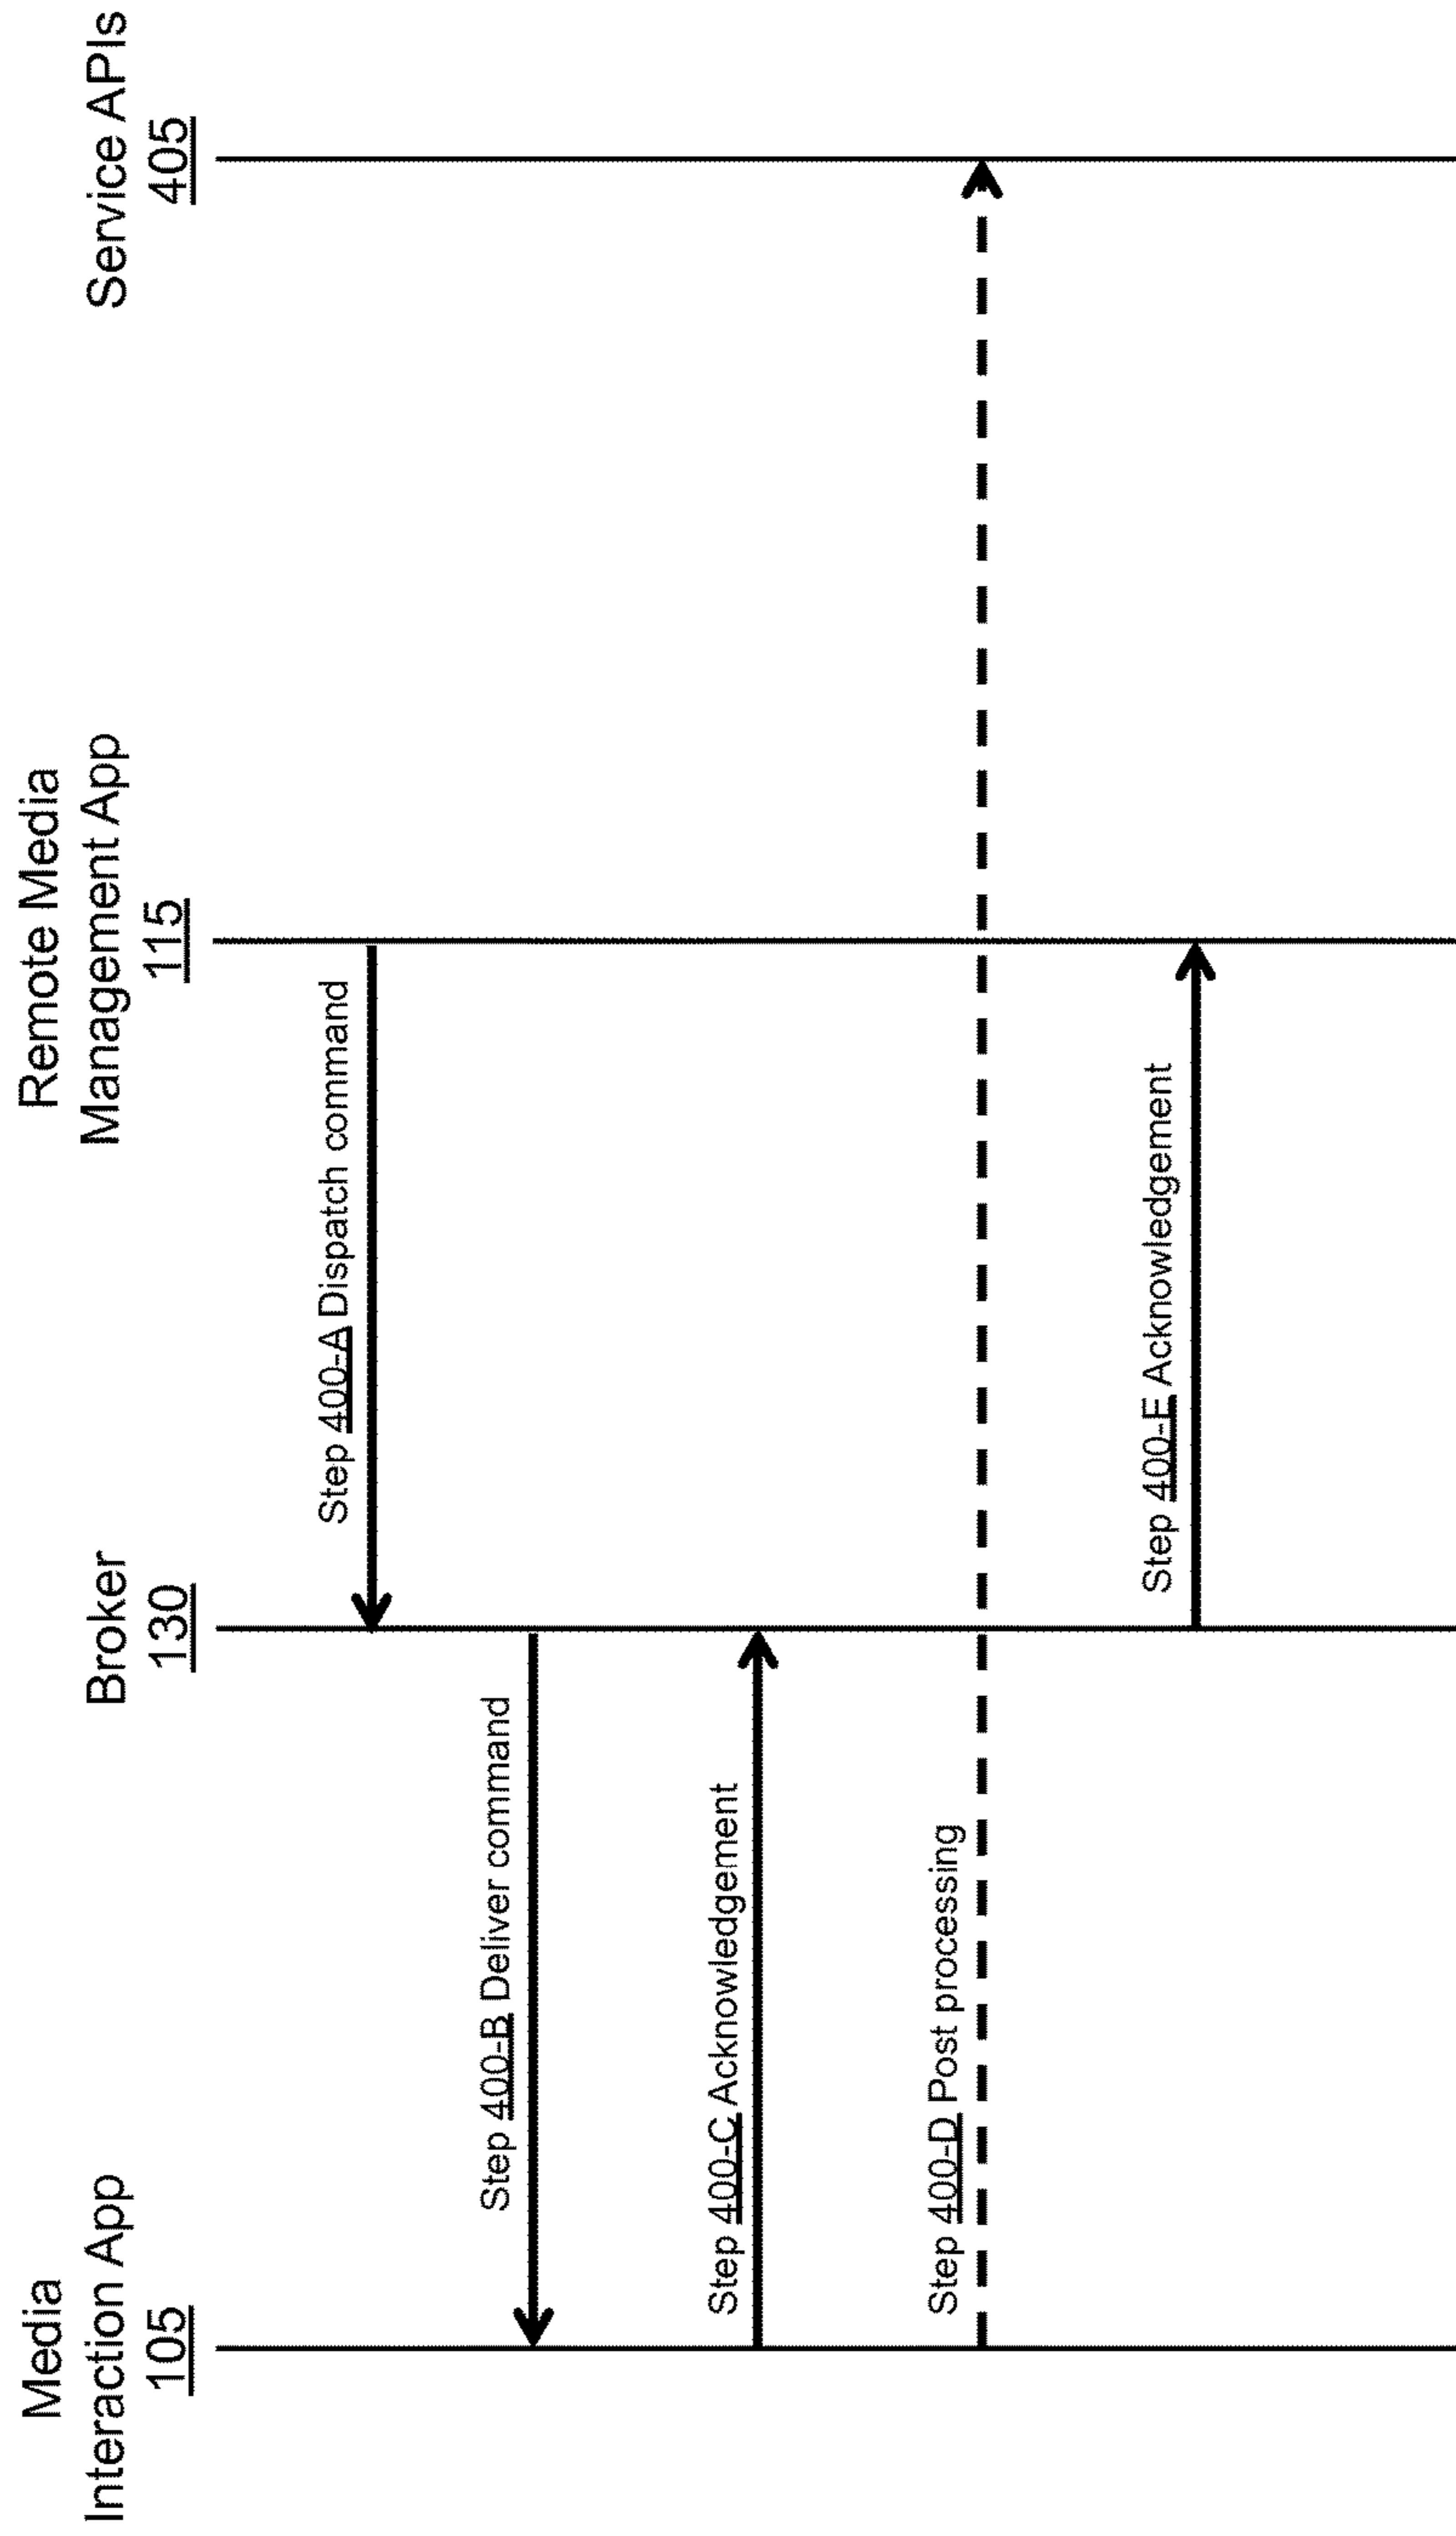 Media
Interaction App
105
Broker
130
Remote Media
Management App
115
Service APIs
405
Step 400-A Dispatch command
Step 400-B Deliver command
Step 400-C Acknowledgement
Step 400-D Post processing
Step 400-E Acknowledgement